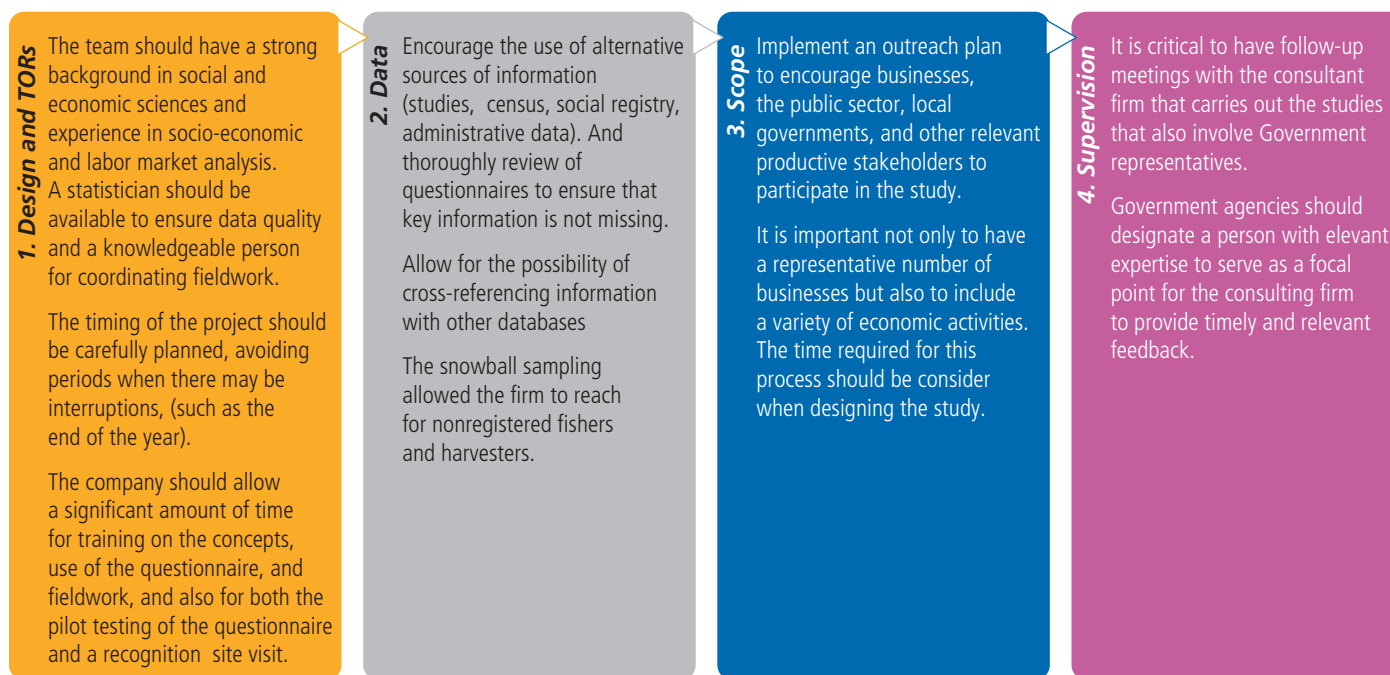 1. Design and TORs
The team should have a strong
background in social and
economic sciences and
experience in socio-economic
and labor market analysis.
A statistician should be
available to ensure data quality
and a knowledgeable person
for coordinating fieldwork.
The timing of the project should
be carefully planned, avoiding
periods when there may be
interruptions, (such as the
end of the year).
The company should allow
a significant amount of time
for training on the concepts,
use of the questionnaire, and
fieldwork, and also for both the
pilot testing of the questionnaire
and a recognition site visit.
2. Data
Encourage the use of alternative
sources of information
(studies, census, social registry,
administrative data). And
thoroughly review of
questionnaires to ensure that
key information is not missing.
Allow for the possibility of
cross-referencing information
with other databases
The snowball sampling
allowed the firm to reach
for nonregistered fishers
and harvesters.
3. Scope
Implement an outreach plan
to encourage businesses,
the public sector, local
governments, and other relevant
productive stakeholders to
participate in the study.
It is important not only to have
a representative number of
businesses but also to include
a variety of economic activities.
The time required for this
process should be consider
when designing the study.
4. Supervision
It is critical to have follow-up
meetings with the consultant
firm that carries out the studies
that also involve Government
representatives.
Government agencies should
designate a person with elevant
expertise to serve as a focal
point for the consulting firm
to provide timely and relevant
feedback.